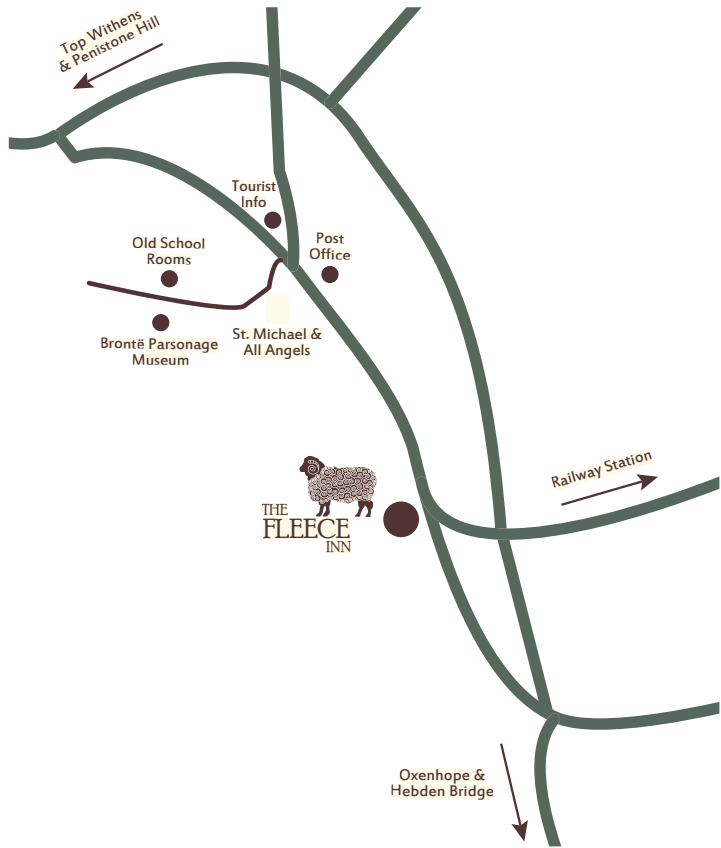 Top Withens
& Penistone Hill
Tourist
Info
Post
Office
Old School
Rooms
St. Michael &
All Angels
Brontë Parsonage
Museum
Railway Station
THE
FLEECE
INN
Oxenhope &
Hebden Bridge